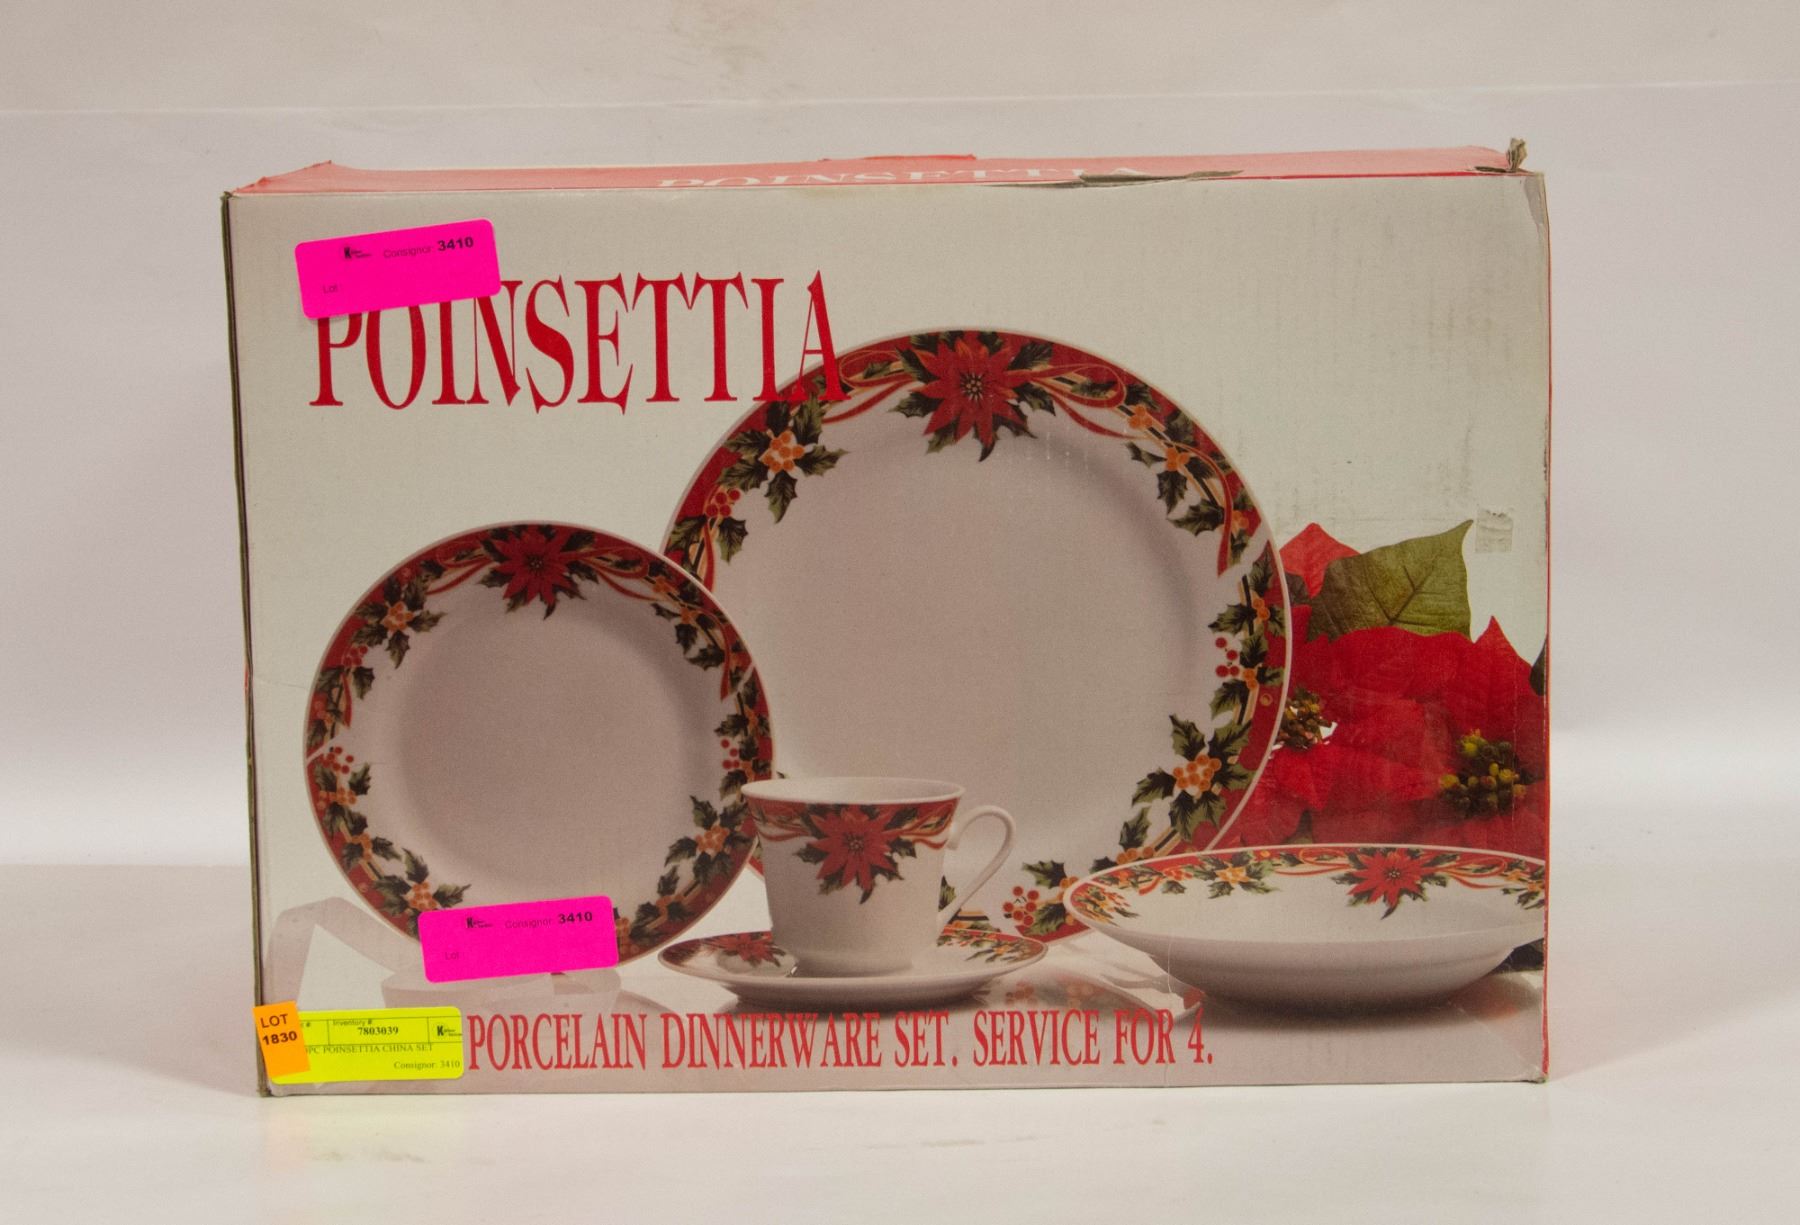 POINSETTIA
Consignor: 3410
Lot
POINSETTIA
Consignor: 3410
Lot
LOT
1830
Inventory #:
7803039
PC POINSETTIA CHINA SET
Consignor: 3410
PORCELAIN DINNERWARE SET. SERVICE FOR 4.